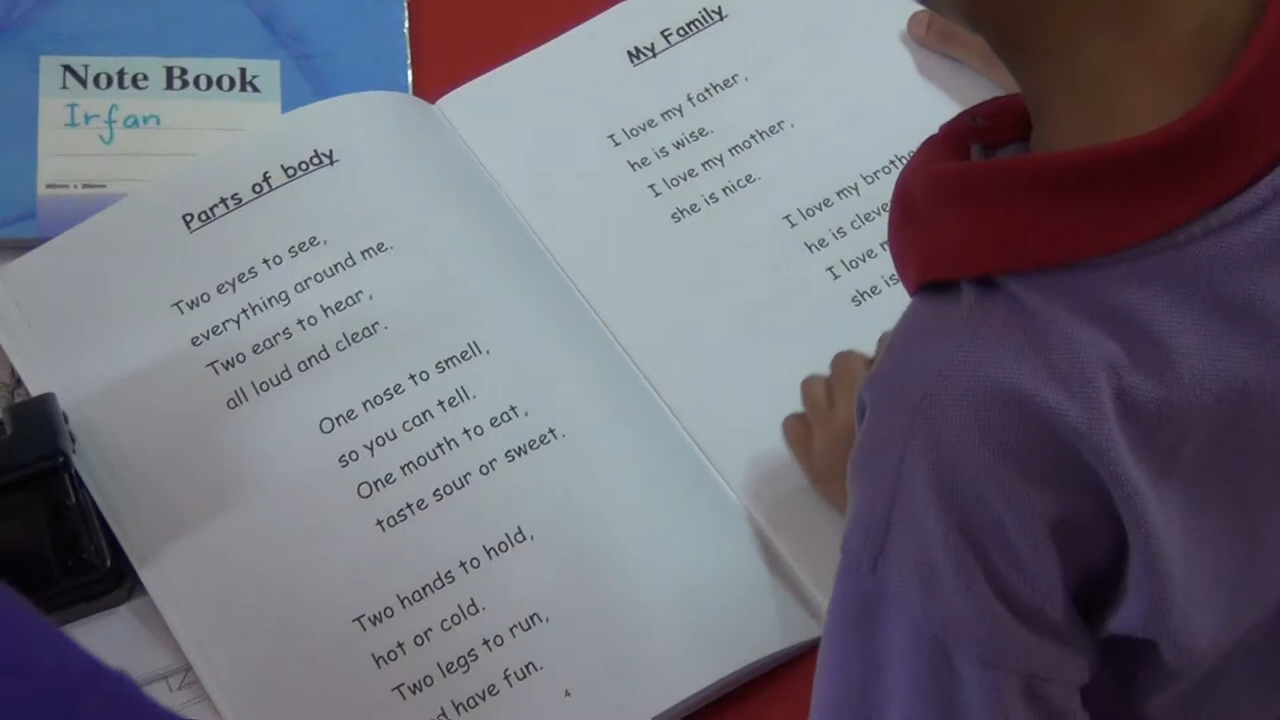 Note Book
Irfan
Parts of body
Two eyes to see,
everything around me.
Two ears to hear,
all loud and clear.
One nose to smell,
so you can tell.
One mouth to eat,
taste sour or sweet.
Two hands to hold,
hot or cold.
Two legs to run,
have fun.
4
My Family
I love my father,
he is wise.
I love my mother,
she is nice.
I love my
he is
I love
she is